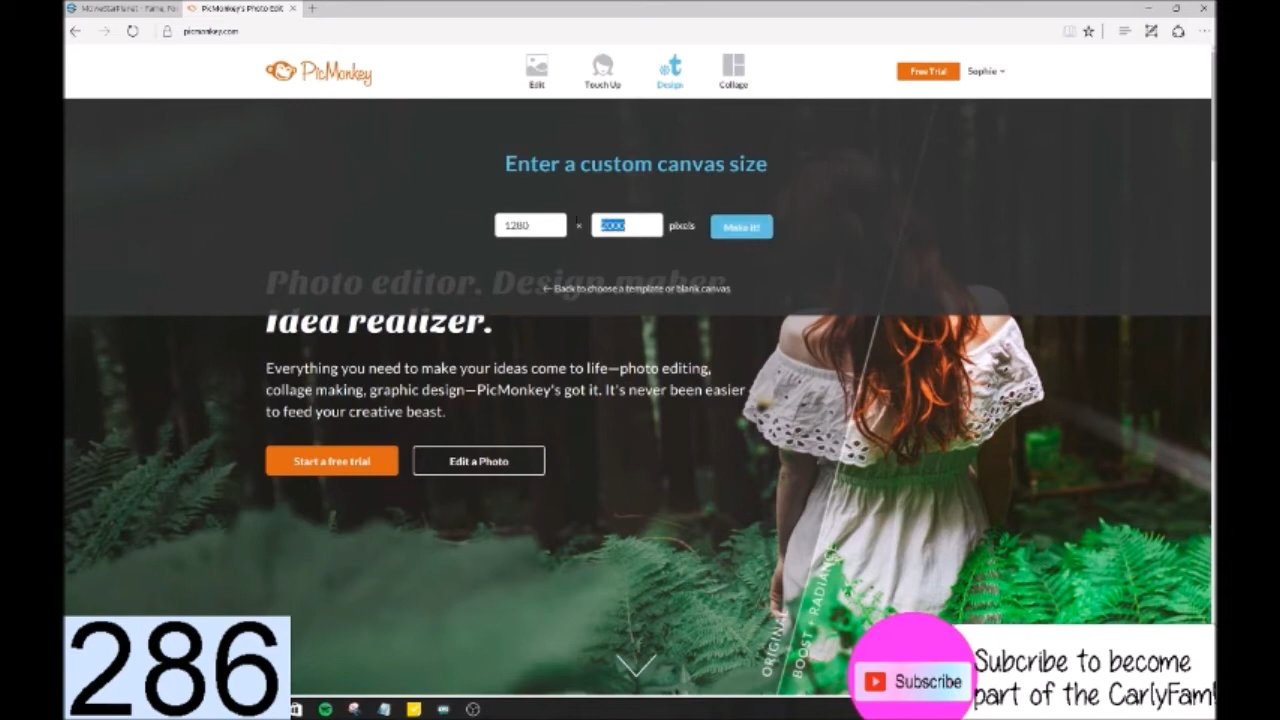 MovieStarPlanet - Fame, Fo
PicMonkey's Photo Edit
picmonkey.com
PicMonkey
Edit
Touch Up
Design
Collage
Free Trial
Sophie
Enter a custom canvas size
1280
×
2000
pixels
Make it!
Photo editor. Design maker.
← Back to choose a template or blank canvas
Idea realizer.
Everything you need to make your ideas come to life—photo editing,
collage making, graphic design—PicMonkey's got it. It's never been easier
to feed your creative beast.
Start a free trial
Edit a Photo
ORIGINAL
BOOST + RADIANC
286
Subscribe
Subcribe to become
part of the CarlyFam!